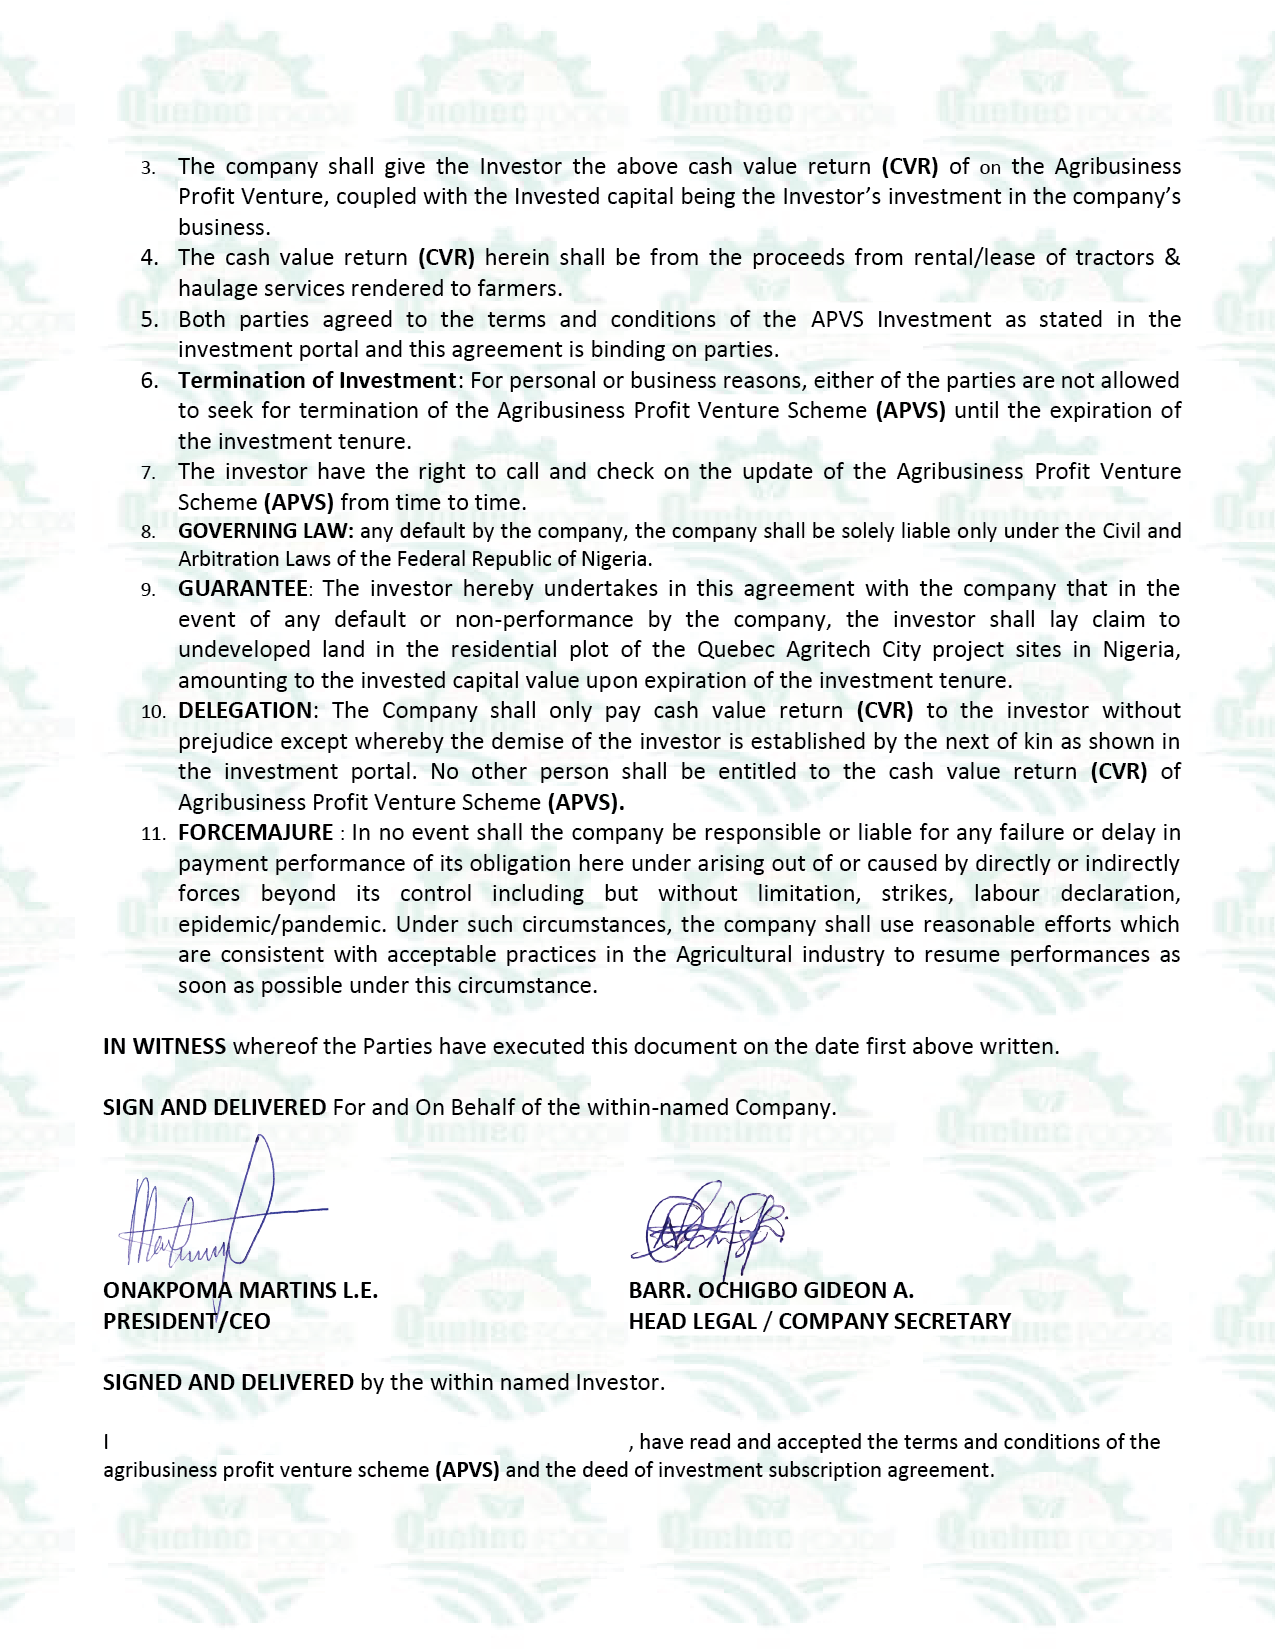 3. The company shall give the Investor the above cash value return (CVR) of on the Agribusiness
Profit Venture, coupled with the Invested capital being the Investor’s investment in the company’s
business.
4. The cash value return (CVR) herein shall be from the proceeds from rental/lease of tractors &
haulage services rendered to farmers.
5. Both parties agreed to the terms and conditions of the APVS Investment as stated in the
investment portal and this agreement is binding on parties.
6. Termination of Investment: For personal or business reasons, either of the parties are not allowed
to seek for termination of the Agribusiness Profit Venture Scheme (APVS) until the expiration of
the investment tenure.
7. The investor have the right to call and check on the update of the Agribusiness Profit Venture
Scheme (APVS) from time to time.
8. GOVERNING LAW: any default by the company, the company shall be solely liable only under the Civil and
Arbitration Laws of the Federal Republic of Nigeria.
9. GUARANTEE: The investor hereby undertakes in this agreement with the company that in the
event of any default or non-performance by the company, the investor shall lay claim to
undeveloped land in the residential plot of the Quebec Agritech City project sites in Nigeria,
amounting to the invested capital value upon expiration of the investment tenure.
10. DELEGATION: The Company shall only pay cash value return (CVR) to the investor without
prejudice except whereby the demise of the investor is established by the next of kin as shown in
the investment portal. No other person shall be entitled to the cash value return (CVR) of
Agribusiness Profit Venture Scheme (APVS).
11. FORCEMAJURE : In no event shall the company be responsible or liable for any failure or delay in
payment performance of its obligation here under arising out of or caused by directly or indirectly
forces beyond its control including but without limitation, strikes, labour declaration,
epidemic/pandemic. Under such circumstances, the company shall use reasonable efforts which
are consistent with acceptable practices in the Agricultural industry to resume performances as
soon as possible under this circumstance.
IN WITNESS whereof the Parties have executed this document on the date first above written.
SIGN AND DELIVERED For and On Behalf of the within-named Company.
ONAKPOMA MARTINS L.E. BARR. OCHIGBO GIDEON A.
PRESIDENT/CEO HEAD LEGAL / COMPANY SECRETARY
SIGNED AND DELIVERED by the within named Investor.
I , have read and accepted the terms and conditions of the
agribusiness profit venture scheme (APVS) and the deed of investment subscription agreement.